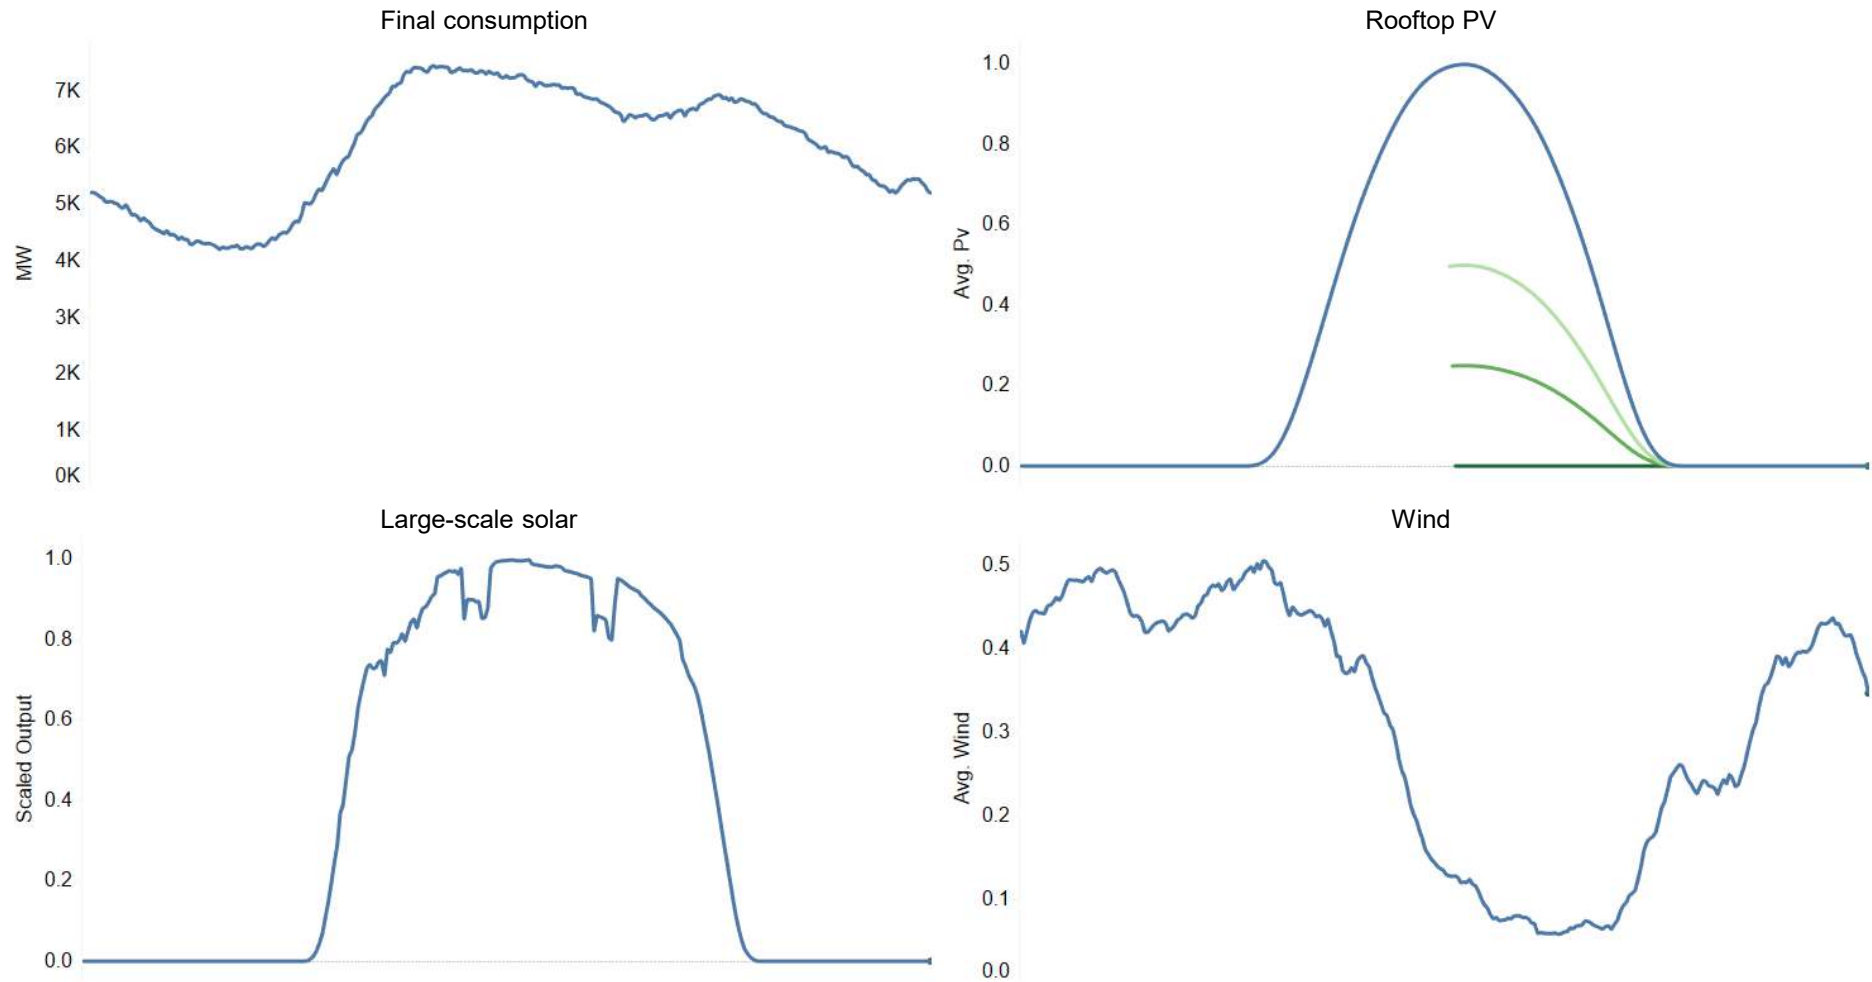 Final consumption
7K
6K
5K
4K
3K
2K
1K
0K
MW
Rooftop PV
1.0
0.8
0.6
0.4
0.2
0.0
Avg. Pv
Large-scale solar
1.0
0.8
0.6
0.4
0.2
0.0
Scaled Output
Wind
0.5
0.4
0.3
0.2
0.1
0.0
Avg. Wind